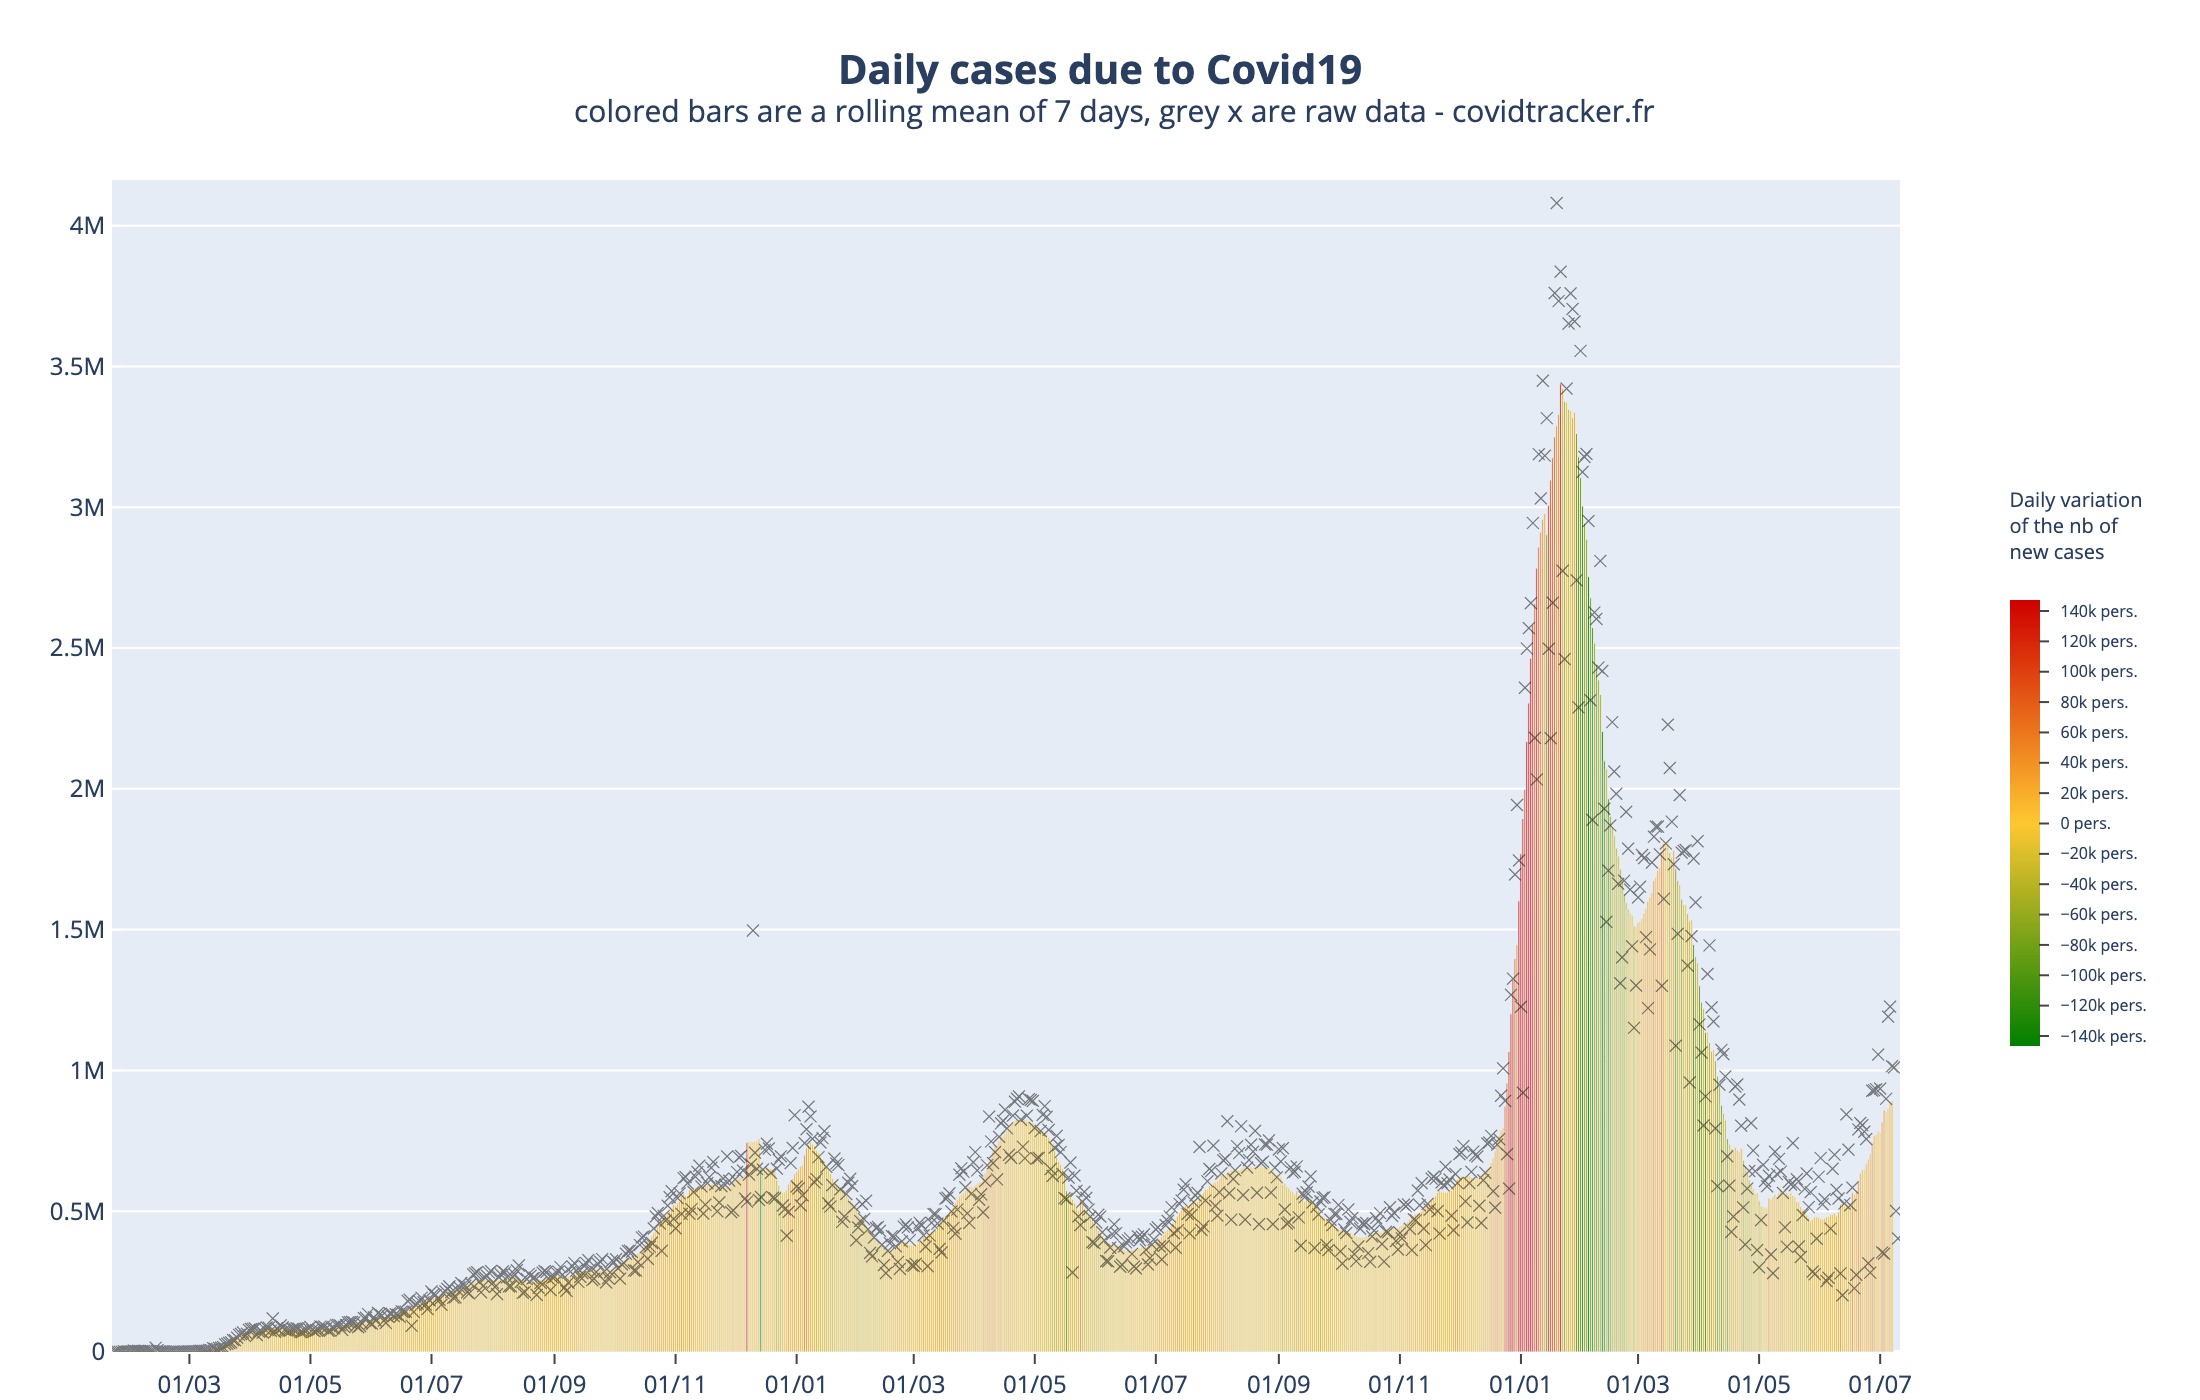 Daily cases due to Covid19
colored bars are a rolling mean of 7 days, grey x are raw data - covidtracker.fr
4M
3.5M
3M
2.5M
2M
1.5M
1M
0.5M
0
01/03 01/05 01/07 01/09 01/11 01/01 01/03 01/05 01/07 01/09 01/11 01/01 01/03 01/05 01/07
Daily variation
of the nb of
new cases
140k pers.
120k pers.
100k pers.
80k pers.
60k pers.
40k pers.
20k pers.
0 pers.
−20k pers.
−40k pers.
−60k pers.
−80k pers.
−100k pers.
−120k pers.
−140k pers.